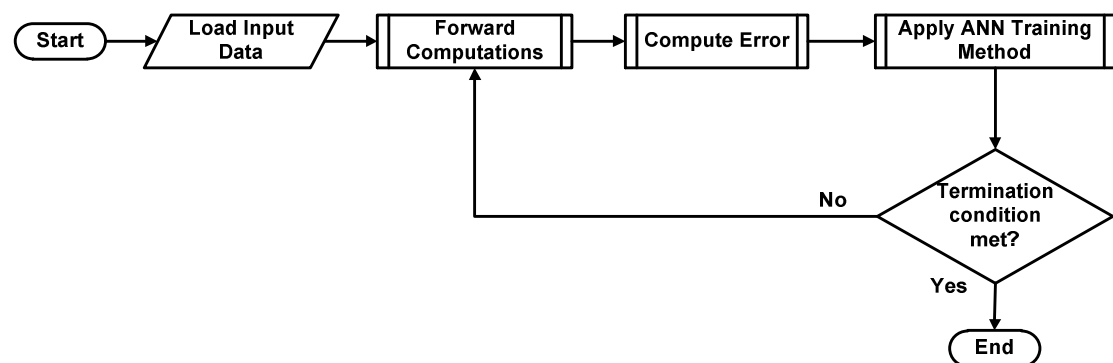 Start
Load Input
Data
Forward
Computations
Compute Error
Apply ANN Training
Method
Termination
condition
met?
No
Yes
End